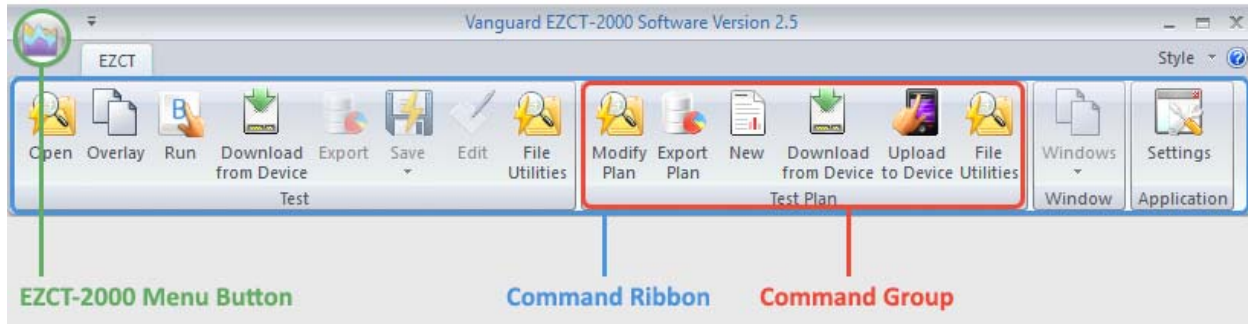 Vanguard EZCT-2000 Software Version 2.5
EZCT
Style
Open Overlay Run Download from Device Export Save Edit File Utilities
Test
Modify Plan Export Plan New Download from Device Upload to Device File Utilities
Test Plan
Windows
Window
Settings
Application
EZCT-2000 Menu Button
Command Ribbon
Command Group